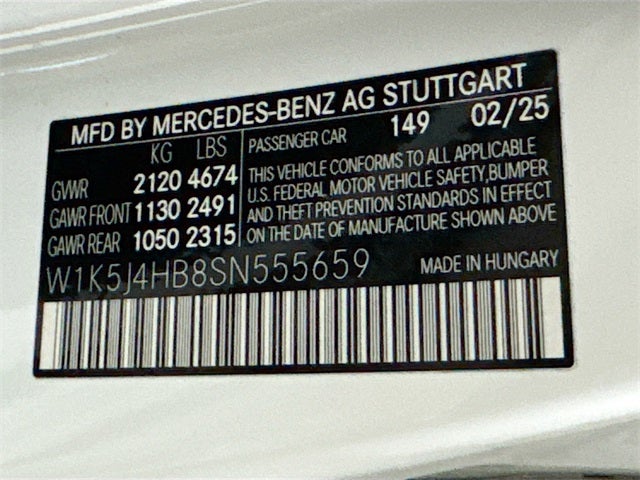 MFD BY MERCEDES-BENZ AG STUTTGART
KG LBS
GVWR 2120 4674
GAWR FRONT 1130 2491
GAWR REAR 1050 2315
PASSENGER CAR 149 02/25
THIS VEHICLE CONFORMS TO ALL APPLICABLE
U.S. FEDERAL MOTOR VEHICLE SAFETY,BUMPER
AND THEFT PREVENTION STANDARDS IN EFFECT
ON THE DATE OF MANUFACTURE SHOWN ABOVE
W1K5J4HB8SN555659
MADE IN HUNGARY